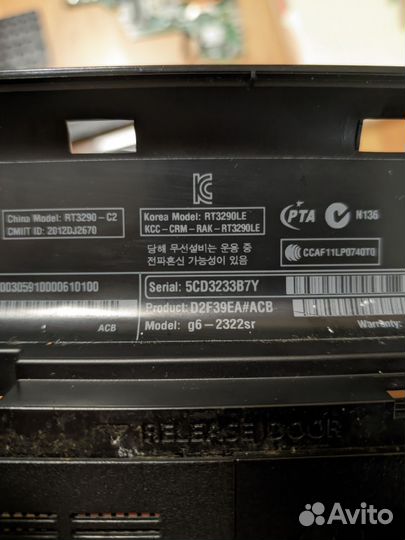 China Model: RT3290-C2
CMIIT ID: 2012DJ2670
Korea Model: RT3290LE
KCC-CRM-RAK-RT3290LE
당해 무선설비는 운용 중
전파혼신 가능성이 있음
PTA
N136
CCAF11LP0740T0
00305910000610100
ACB
Serial: 5CD3233B7Y
Product: D2F39EA#ACB
Model: g6-2322sr
Warranty:
RELEASE DOOR
Avito